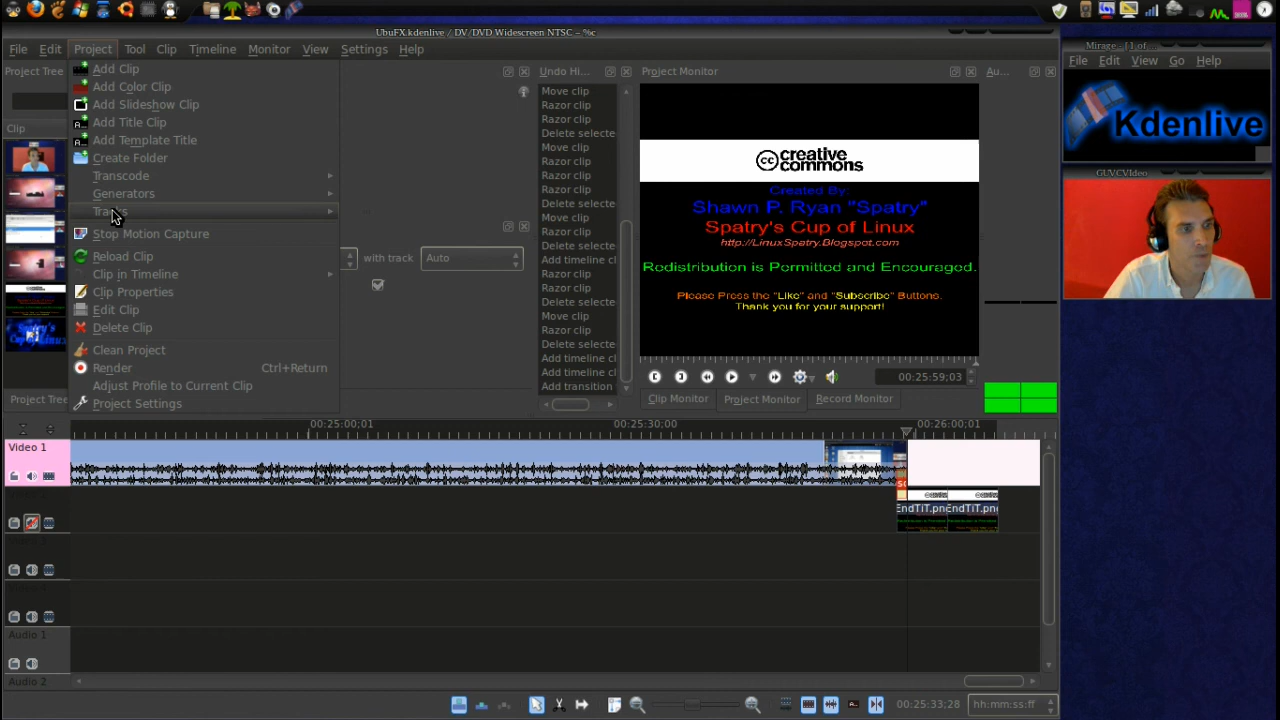 UbuFX.kdenlive / DV/DVD Widescreen NTSC – %c
File Edit Project Tool Clip Timeline Monitor View Settings Help
Project Tree
Undo Hi...
Project Monitor
Au...
Clip
Add Clip
Add Color Clip
Add Slideshow Clip
Add Title Clip
Add Template Title
Create Folder
Transcode
Generators
Tracks
Stop Motion Capture
Reload Clip
Clip in Timeline
Clip Properties
Edit Clip
Delete Clip
Clean Project
Render Ctrl+Return
Adjust Profile to Current Clip
Project Settings
Project Tree
with track Auto
Move clip
Razor clip
Razor clip
Delete selecte
Move clip
Razor clip
Razor clip
Razor clip
Delete selecte
Move clip
Razor clip
Delete selecte
Add timeline cl
Razor clip
Razor clip
Delete selecte
Move clip
Razor clip
Delete selecte
Add timeline cl
Add timeline cl
Add transition
cc creative commons
Created By:
Shawn P. Ryan "Spatry"
Spatry's Cup of Linux
http://LinuxSpatry.Blogspot.com
Redistribution is Permitted and Encouraged.
Please Press the "Like" and "Subscribe" Buttons.
Thank you for your support!
00:25:59;03
Clip Monitor Project Monitor Record Monitor
Mirage - [1 of ...
File Edit View Go Help
Kdenlive
GUVCVideo
00:25:00;01 00:25:30;00 00:26:00;01
Video 1
EndTiT.png EndTiT.png
Audio 1
Audio 2
00:25:33;28 hh:mm:ss:ff